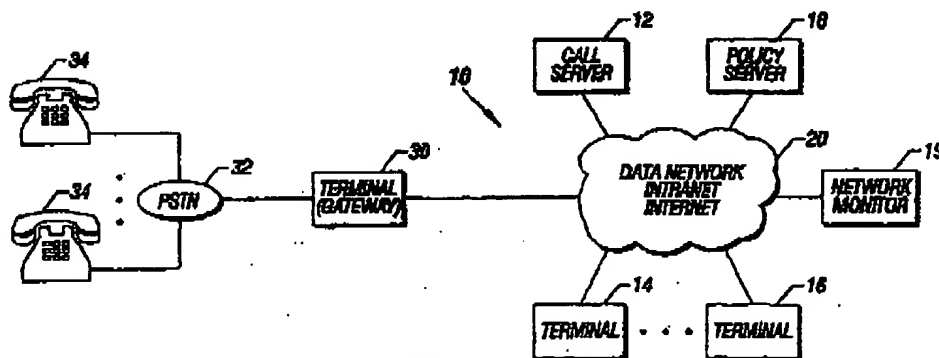 12
18
34
CALL
SERVER
POLICY
SERVER
10
20
30
32
DATA NETWORK
INTRANET
INTERNET
19
34
PSTN
TERMINAL
(GATEWAY)
NETWORK
MONITOR
14
16
TERMINAL
TERMINAL